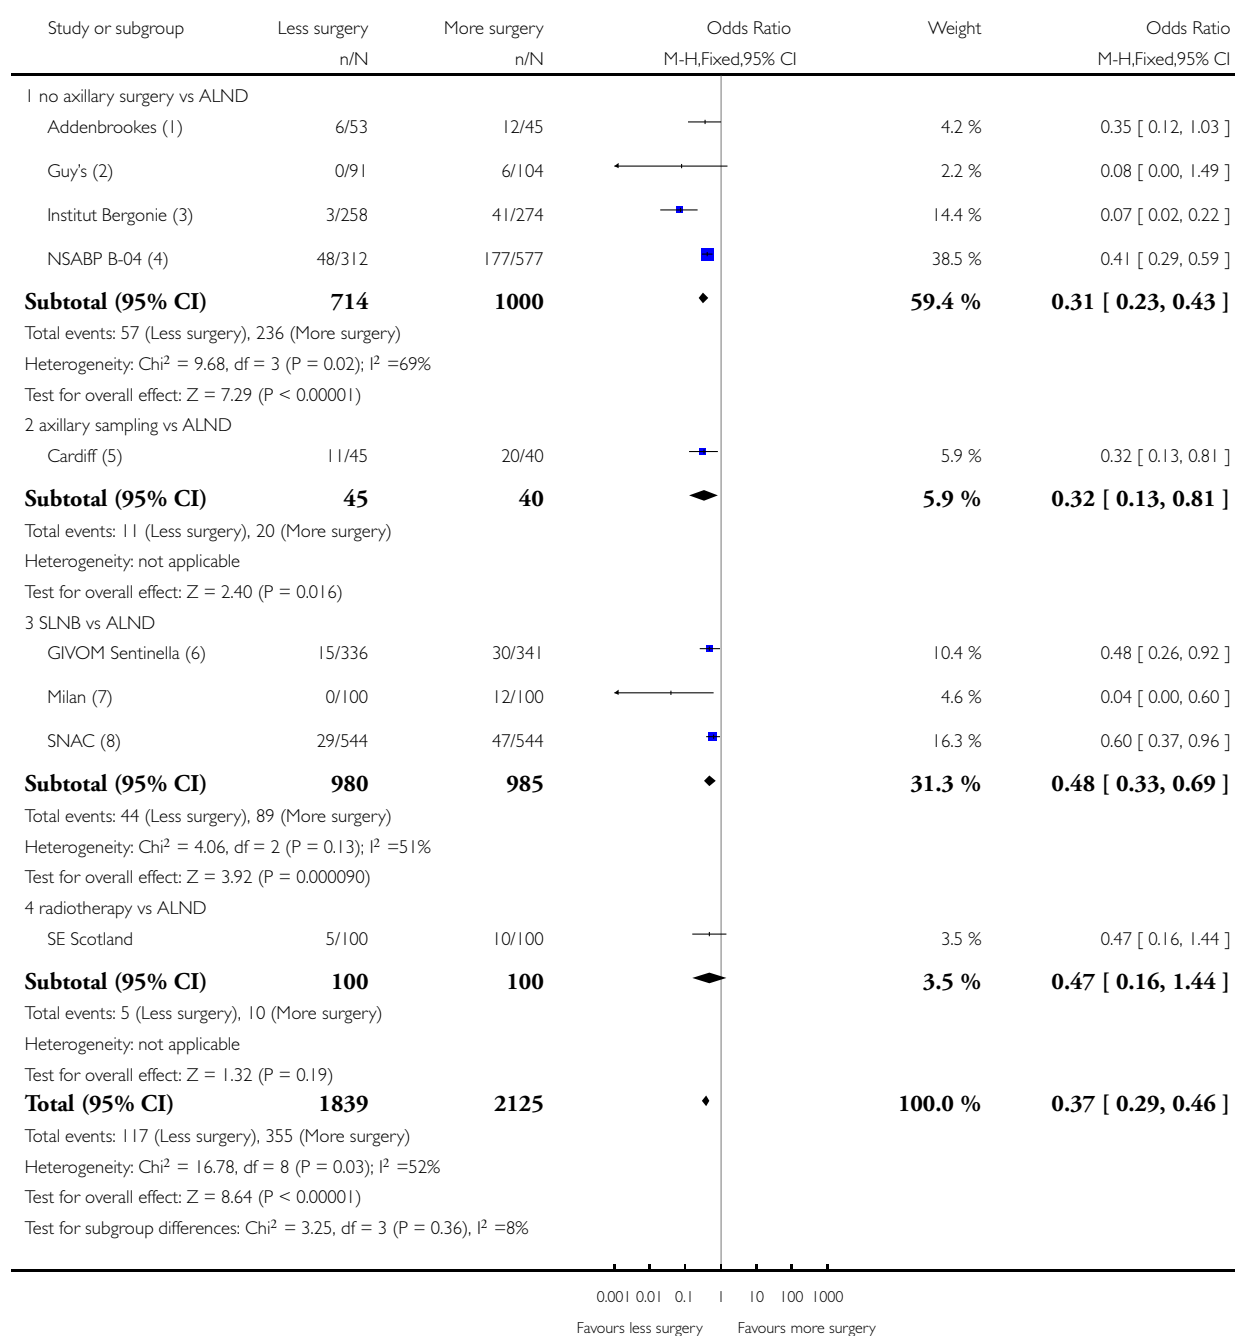 Study or subgroup Less surgery More surgery Odds Ratio Weight Odds Ratio
n/N n/N M-H,Fixed,95% CI M-H,Fixed,95% CI
1 no axillary surgery vs ALND
Addenbrookes (1) 6/53 12/45 4.2 % 0.35 [ 0.12, 1.03 ]
Guy's (2) 0/91 6/104 2.2 % 0.08 [ 0.00, 1.49 ]
Institut Bergonie (3) 3/258 41/274 14.4 % 0.07 [ 0.02, 0.22 ]
NSABP B-04 (4) 48/312 177/577 38.5 % 0.41 [ 0.29, 0.59 ]
Subtotal (95% CI) 714 1000 59.4 % 0.31 [ 0.23, 0.43 ]
Total events: 57 (Less surgery), 236 (More surgery)
Heterogeneity: Chi² = 9.68, df = 3 (P = 0.02); I² =69%
Test for overall effect: Z = 7.29 (P < 0.00001)
2 axillary sampling vs ALND
Cardiff (5) 11/45 20/40 5.9 % 0.32 [ 0.13, 0.81 ]
Subtotal (95% CI) 45 40 5.9 % 0.32 [ 0.13, 0.81 ]
Total events: 11 (Less surgery), 20 (More surgery)
Heterogeneity: not applicable
Test for overall effect: Z = 2.40 (P = 0.016)
3 SLNB vs ALND
GIVOM Sentinella (6) 15/336 30/341 10.4 % 0.48 [ 0.26, 0.92 ]
Milan (7) 0/100 12/100 4.6 % 0.04 [ 0.00, 0.60 ]
SNAC (8) 29/544 47/544 16.3 % 0.60 [ 0.37, 0.96 ]
Subtotal (95% CI) 980 985 31.3 % 0.48 [ 0.33, 0.69 ]
Total events: 44 (Less surgery), 89 (More surgery)
Heterogeneity: Chi² = 4.06, df = 2 (P = 0.13); I² =51%
Test for overall effect: Z = 3.92 (P = 0.000090)
4 radiotherapy vs ALND
SE Scotland 5/100 10/100 3.5 % 0.47 [ 0.16, 1.44 ]
Subtotal (95% CI) 100 100 3.5 % 0.47 [ 0.16, 1.44 ]
Total events: 5 (Less surgery), 10 (More surgery)
Heterogeneity: not applicable
Test for overall effect: Z = 1.32 (P = 0.19)
Total (95% CI) 1839 2125 100.0 % 0.37 [ 0.29, 0.46 ]
Total events: 117 (Less surgery), 355 (More surgery)
Heterogeneity: Chi² = 16.78, df = 8 (P = 0.03); I² =52%
Test for overall effect: Z = 8.64 (P < 0.00001)
Test for subgroup differences: Chi² = 3.25, df = 3 (P = 0.36), I² =8%
0.001 0.01 0.1 1 10 100 1000
Favours less surgery Favours more surgery